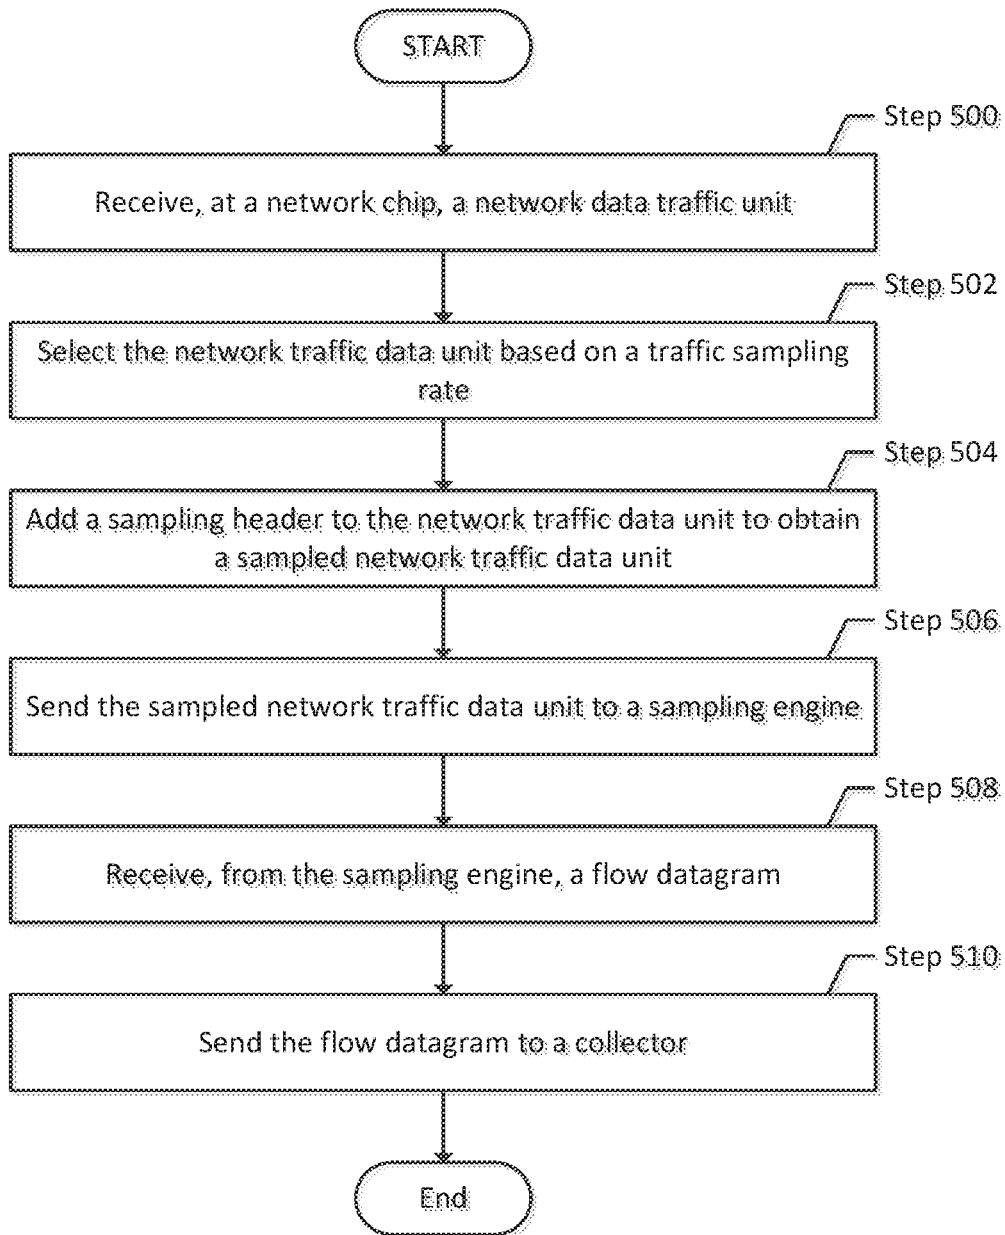 START
Step 500
Receive, at a network chip, a network data traffic unit
Step 502
Select the network traffic data unit based on a traffic sampling
rate
Step 504
Add a sampling header to the network traffic data unit to obtain
a sampled network traffic data unit
Step 506
Send the sampled network traffic data unit to a sampling engine
Step 508
Receive, from the sampling engine, a flow datagram
Step 510
Send the flow datagram to a collector
End